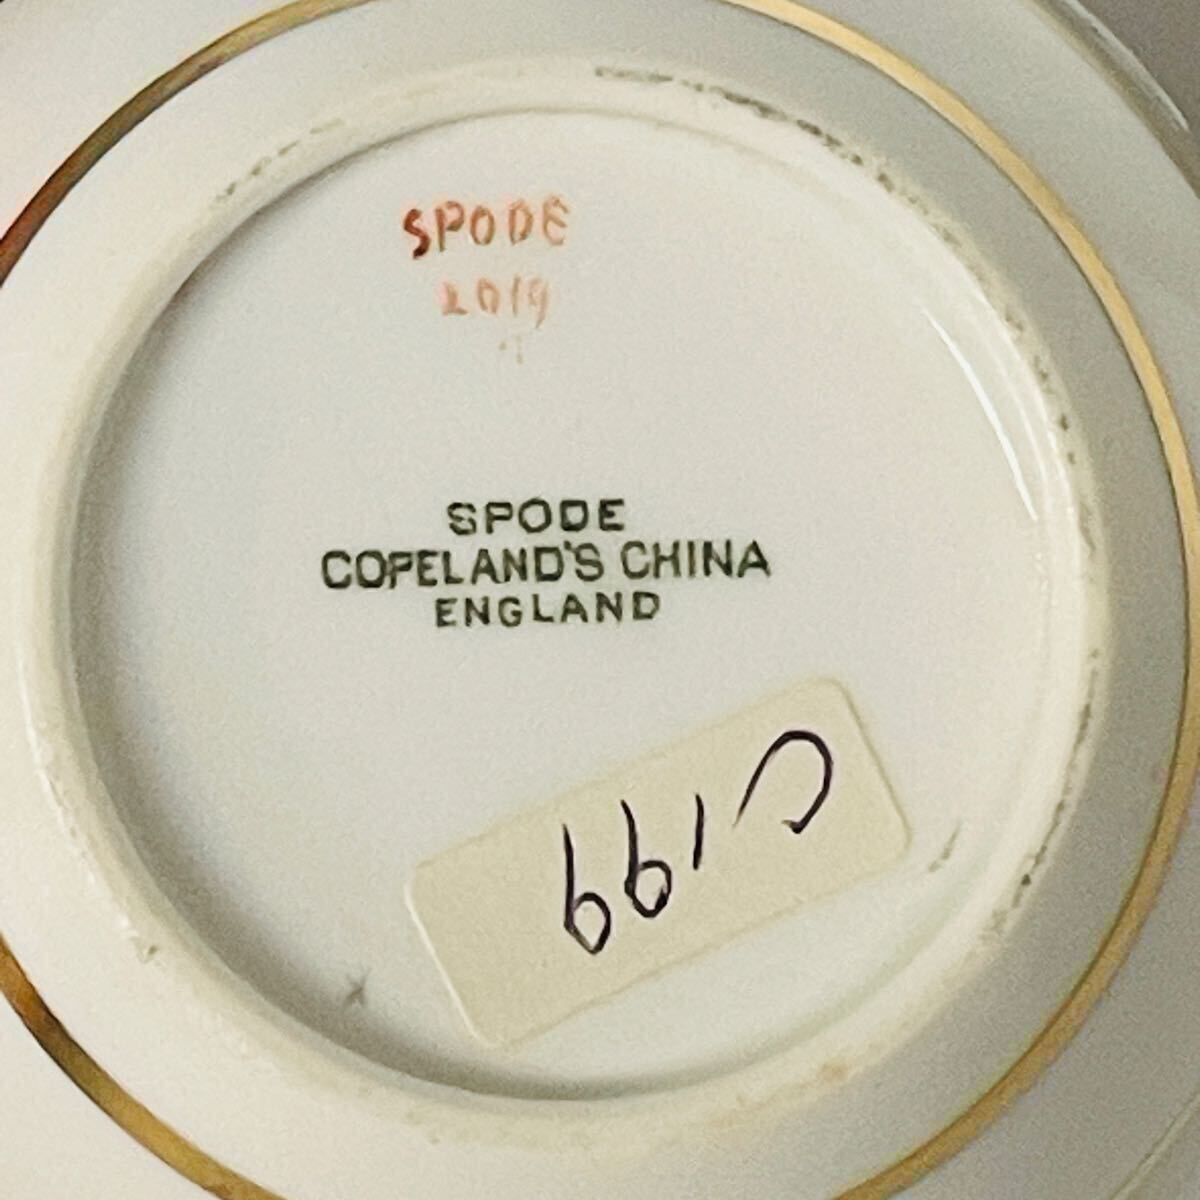 SPODE
2019
SPODE
COPELAND'S CHINA
ENGLAND
C199